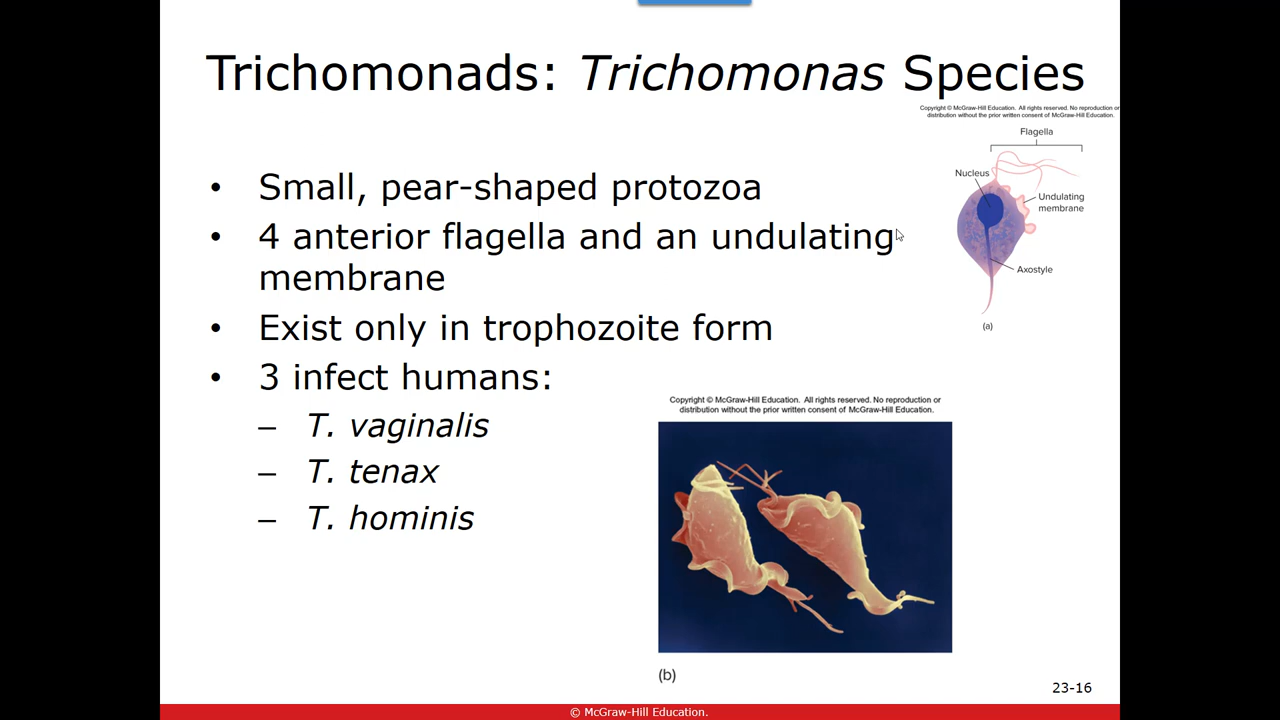 Trichomonads: Trichomonas Species
Copyright © McGraw-Hill Education. All rights reserved. No reproduction or
distribution without the prior written consent of McGraw-Hill Education.
Flagella
Nucleus
Undulating
membrane
Axostyle
(a)
• Small, pear-shaped protozoa
• 4 anterior flagella and an undulating
membrane
• Exist only in trophozoite form
• 3 infect humans:
– T. vaginalis
– T. tenax
– T. hominis
Copyright © McGraw-Hill Education. All rights reserved. No reproduction or
distribution without the prior written consent of McGraw-Hill Education.
(b)
23-16
© McGraw-Hill Education.